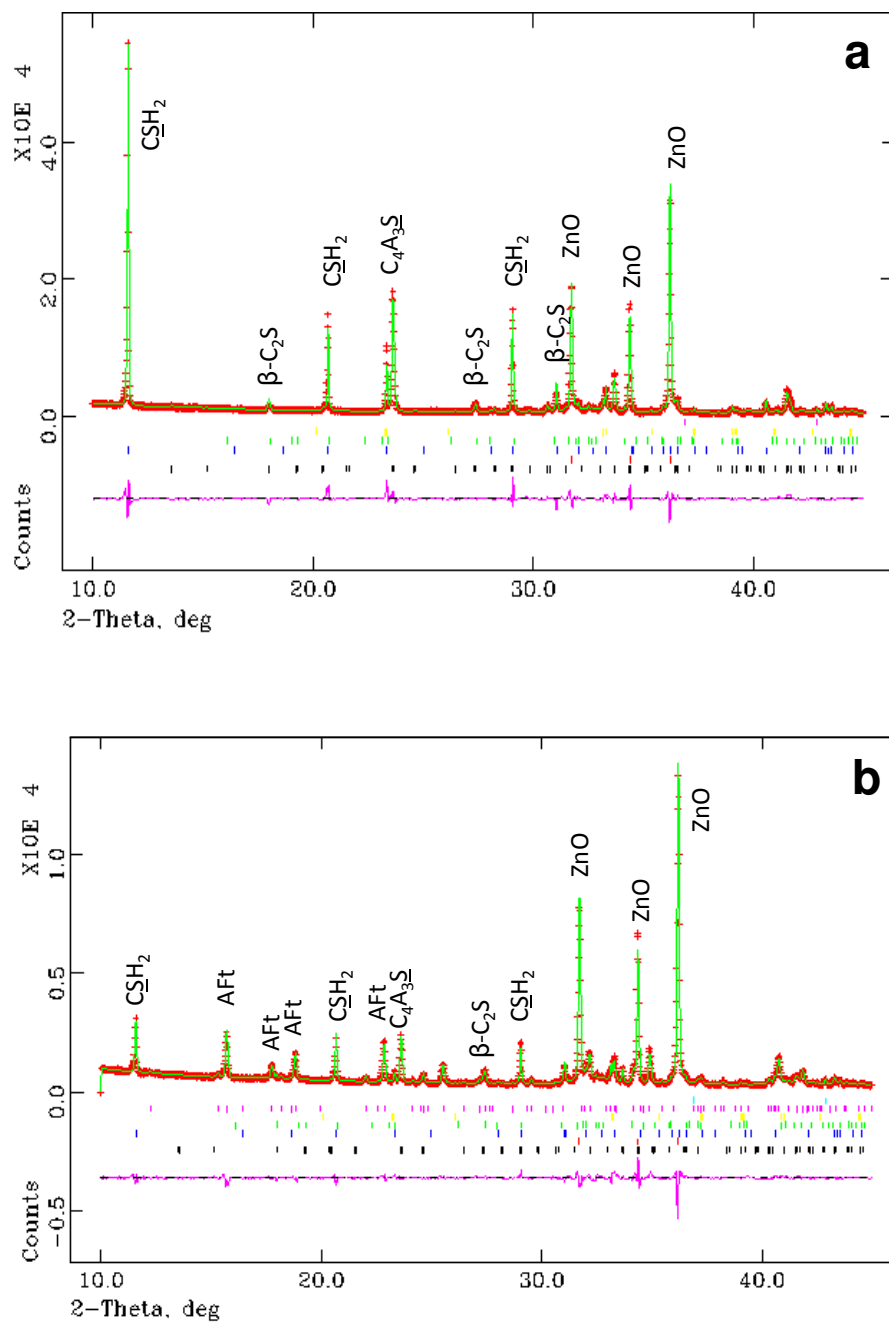 a
X10E 4
Counts
4.0
2.0
0.0
CS̲H₂
β-C₂S
CS̲H₂
C₄A₃S̲
β-C₂S
CS̲H₂
β-C₂S
ZnO
ZnO
ZnO
10.0 20.0 30.0 40.0
2-Theta, deg
b
X10E 4
Counts
1.0
0.5
0.0
-0.5
CS̲H₂
AFt
AFt
AFt
CS̲H₂
AFt
C₄A₃S̲
β-C₂S
CS̲H₂
ZnO
ZnO
ZnO
10.0 20.0 30.0 40.0
2-Theta, deg